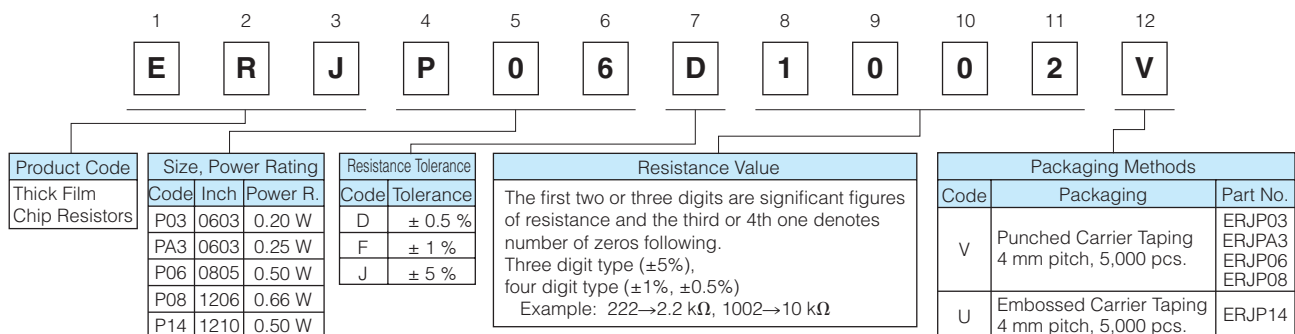 1 2 3 4 5 6 7 8 9 10 11 12
E R J P 0 6 D 1 0 0 2 V
Product Code
Thick Film
Chip Resistors
Size, Power Rating
Code Inch Power R.
P03 0603 0.20 W
PA3 0603 0.25 W
P06 0805 0.50 W
P08 1206 0.66 W
P14 1210 0.50 W
Resistance Tolerance
Code Tolerance
D ± 0.5 %
F ± 1 %
J ± 5 %
Resistance Value
The first two or three digits are significant figures
of resistance and the third or 4th one denotes
number of zeros following.
Three digit type (±5%),
four digit type (±1%, ±0.5%)
Example: 222→2.2 kΩ, 1002→10 kΩ
Packaging Methods
Code Packaging Part No.
V
Punched Carrier Taping
4 mm pitch, 5,000 pcs.
ERJP03
ERJPA3
ERJP06
ERJP08
U
Embossed Carrier Taping
4 mm pitch, 5,000 pcs.
ERJP14